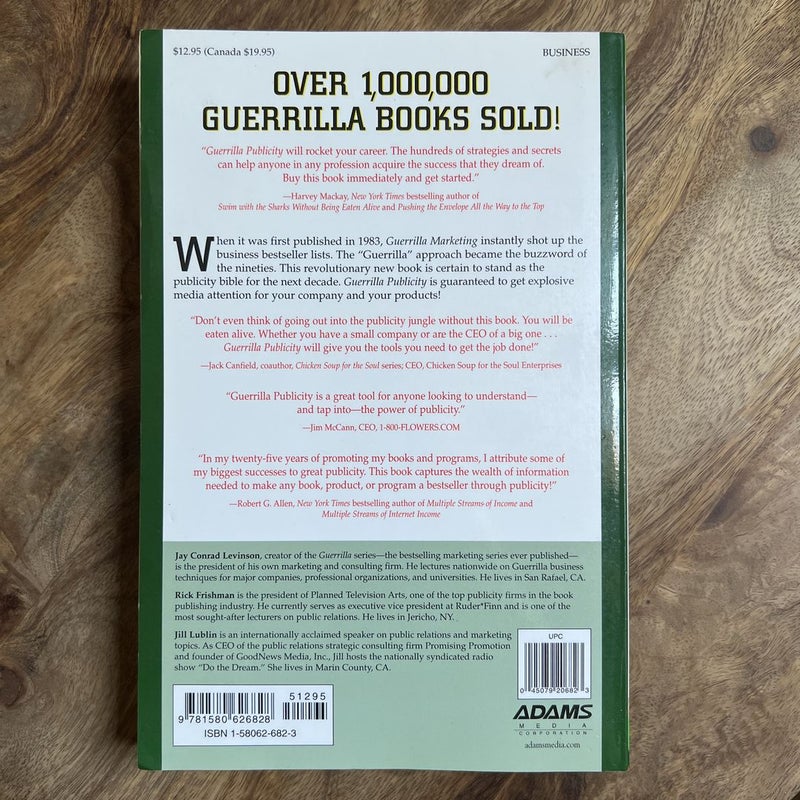 $12.95 (Canada $19.95)
BUSINESS
OVER 1,000,000
GUERRILLA BOOKS SOLD!
“Guerrilla Publicity will rocket your career. The hundreds of strategies and secrets
can help anyone in any profession acquire the success that they dream of.
Buy this book immediately and get started.”
—Harvey Mackay, New York Times bestselling author of
Swim with the Sharks Without Being Eaten Alive and Pushing the Envelope All the Way to the Top
When it was first published in 1983, Guerrilla Marketing instantly shot up the
business bestseller lists. The “Guerrilla” approach became the buzzword of
the nineties. This revolutionary new book is certain to stand as the
publicity bible for the next decade. Guerrilla Publicity is guaranteed to get explosive
media attention for your company and your products!
“Don’t even think of going out into the publicity jungle without this book. You will be
eaten alive. Whether you have a small company or are the CEO of a big one . . .
Guerrilla Publicity will give you the tools you need to get the job done!”
—Jack Canfield, coauthor, Chicken Soup for the Soul series; CEO, Chicken Soup for the Soul Enterprises
“Guerrilla Publicity is a great tool for anyone looking to understand—
and tap into—the power of publicity.”
—Jim McCann, CEO, 1-800-FLOWERS.COM
“In my twenty-five years of promoting my books and programs, I attribute some of
my biggest successes to great publicity. This book captures the wealth of information
needed to make any book, product, or program a bestseller through publicity!”
—Robert G. Allen, New York Times bestselling author of Multiple Streams of Income and
Multiple Streams of Internet Income
Jay Conrad Levinson, creator of the Guerrilla series—the bestselling marketing series ever published—
is the president of his own marketing and consulting firm. He lectures nationwide on Guerrilla business
techniques for major companies, professional organizations, and universities. He lives in San Rafael, CA.
Rick Frishman is the president of Planned Television Arts, one of the top publicity firms in the book
publishing industry. He currently serves as executive vice president at Ruder*Finn and is one of the
most sought-after lecturers on public relations. He lives in Jericho, NY.
Jill Lublin is an internationally acclaimed speaker on public relations and marketing
topics. As CEO of the public relations strategic consulting firm Promising Promotion
and founder of GoodNews Media, Inc., Jill hosts the nationally syndicated radio
show “Do the Dream.” She lives in Marin County, CA.
UPC
0 45079 20682 3
51295
9 781580 626828
ISBN 1-58062-682-3
ADAMS
MEDIA
CORPORATION
adamsmedia.com